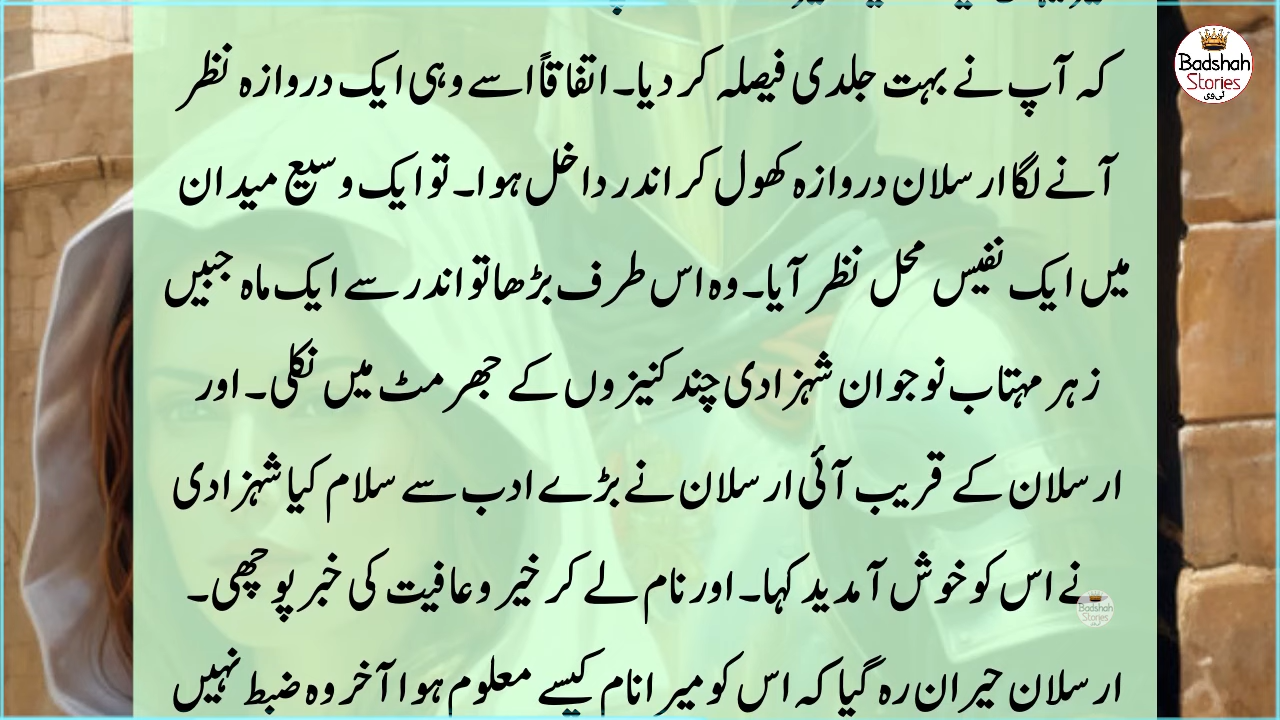 کہ آپ نے بہت جلدی فیصلہ کر دیا۔ اتفاقاً اسے وہی ایک دروازہ نظر
آنے لگا ارسلان دروازہ کھول کر اندر داخل ہوا۔ تو ایک وسیع میدان
میں ایک نفیس محل نظر آیا۔ وہ اس طرف بڑھا تو اندر سے ایک ماہ جبیں
زہر مہتاب نوجوان شہزادی چند کنیزوں کے جھرمٹ میں نکلی۔ اور
ارسلان کے قریب آئی ارسلان نے بڑے ادب سے سلام کیا شہزادی
نے اس کو خوش آمدید کہا۔ اور نام لے کر خیر و عافیت کی خبر پوچھی۔
ارسلان حیران رہ گیا کہ اس کو میرا نام کیسے معلوم ہوا آخر وہ ضبط نہیں
Badshah
Stories
ٹی وی
Badshah
Stories